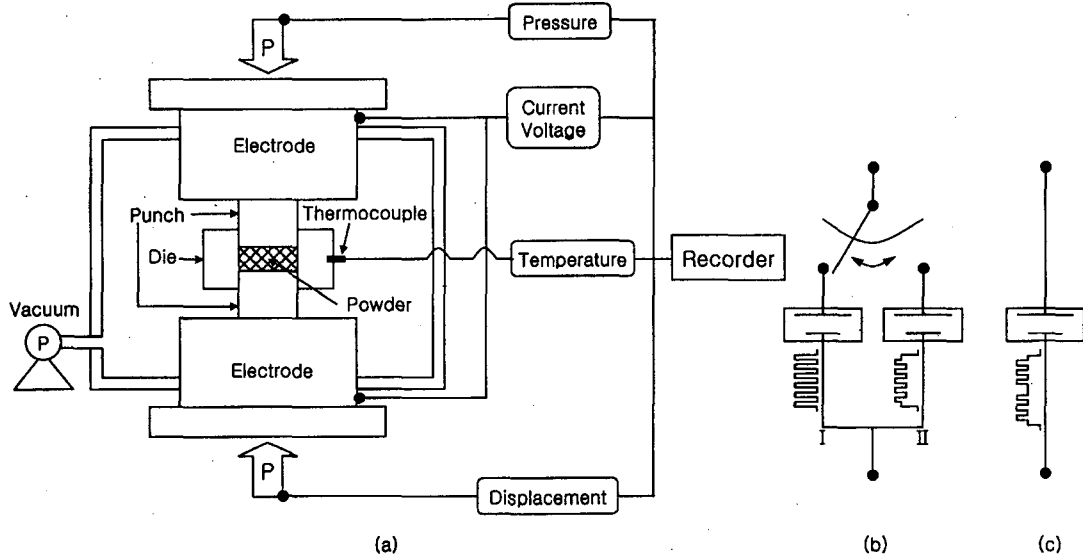 P
Pressure
Current
Voltage
Electrode
Punch
Thermocouple
Die
Temperature
Recorder
Powder
Vacuum
P
Electrode
I
II
P
Displacement
(a)
(b)
(c)